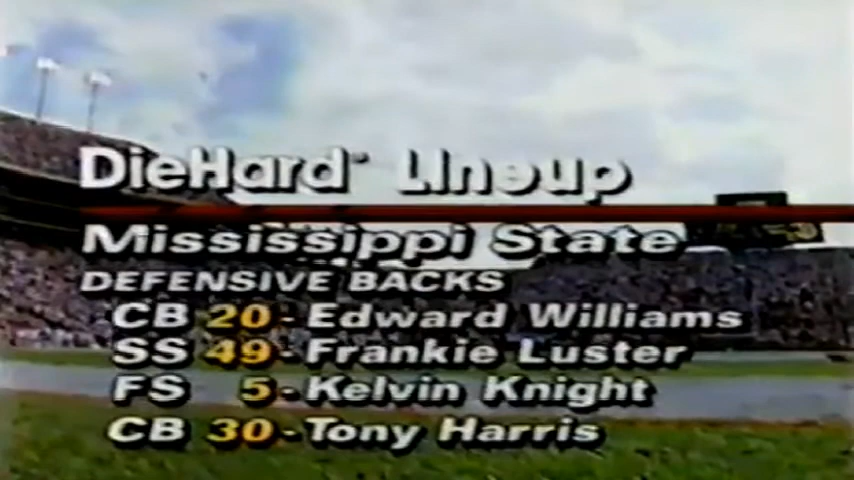 DieHard™ Lineup
Mississippi State
DEFENSIVE BACKS
CB 20 - Edward Williams
SS 49 - Frankie Luster
FS 5 - Kelvin Knight
CB 30 - Tony Harris